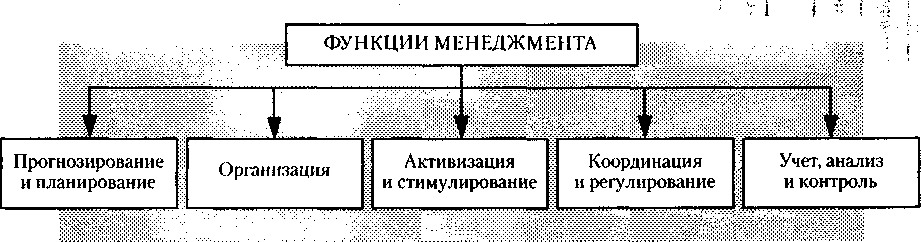 ФУНКЦИИ МЕНЕДЖМЕНТА
Прогнозирование
и планирование
Организация
Активизация
и стимулирование
Координация
и регулирование
Учет, анализ
и контроль